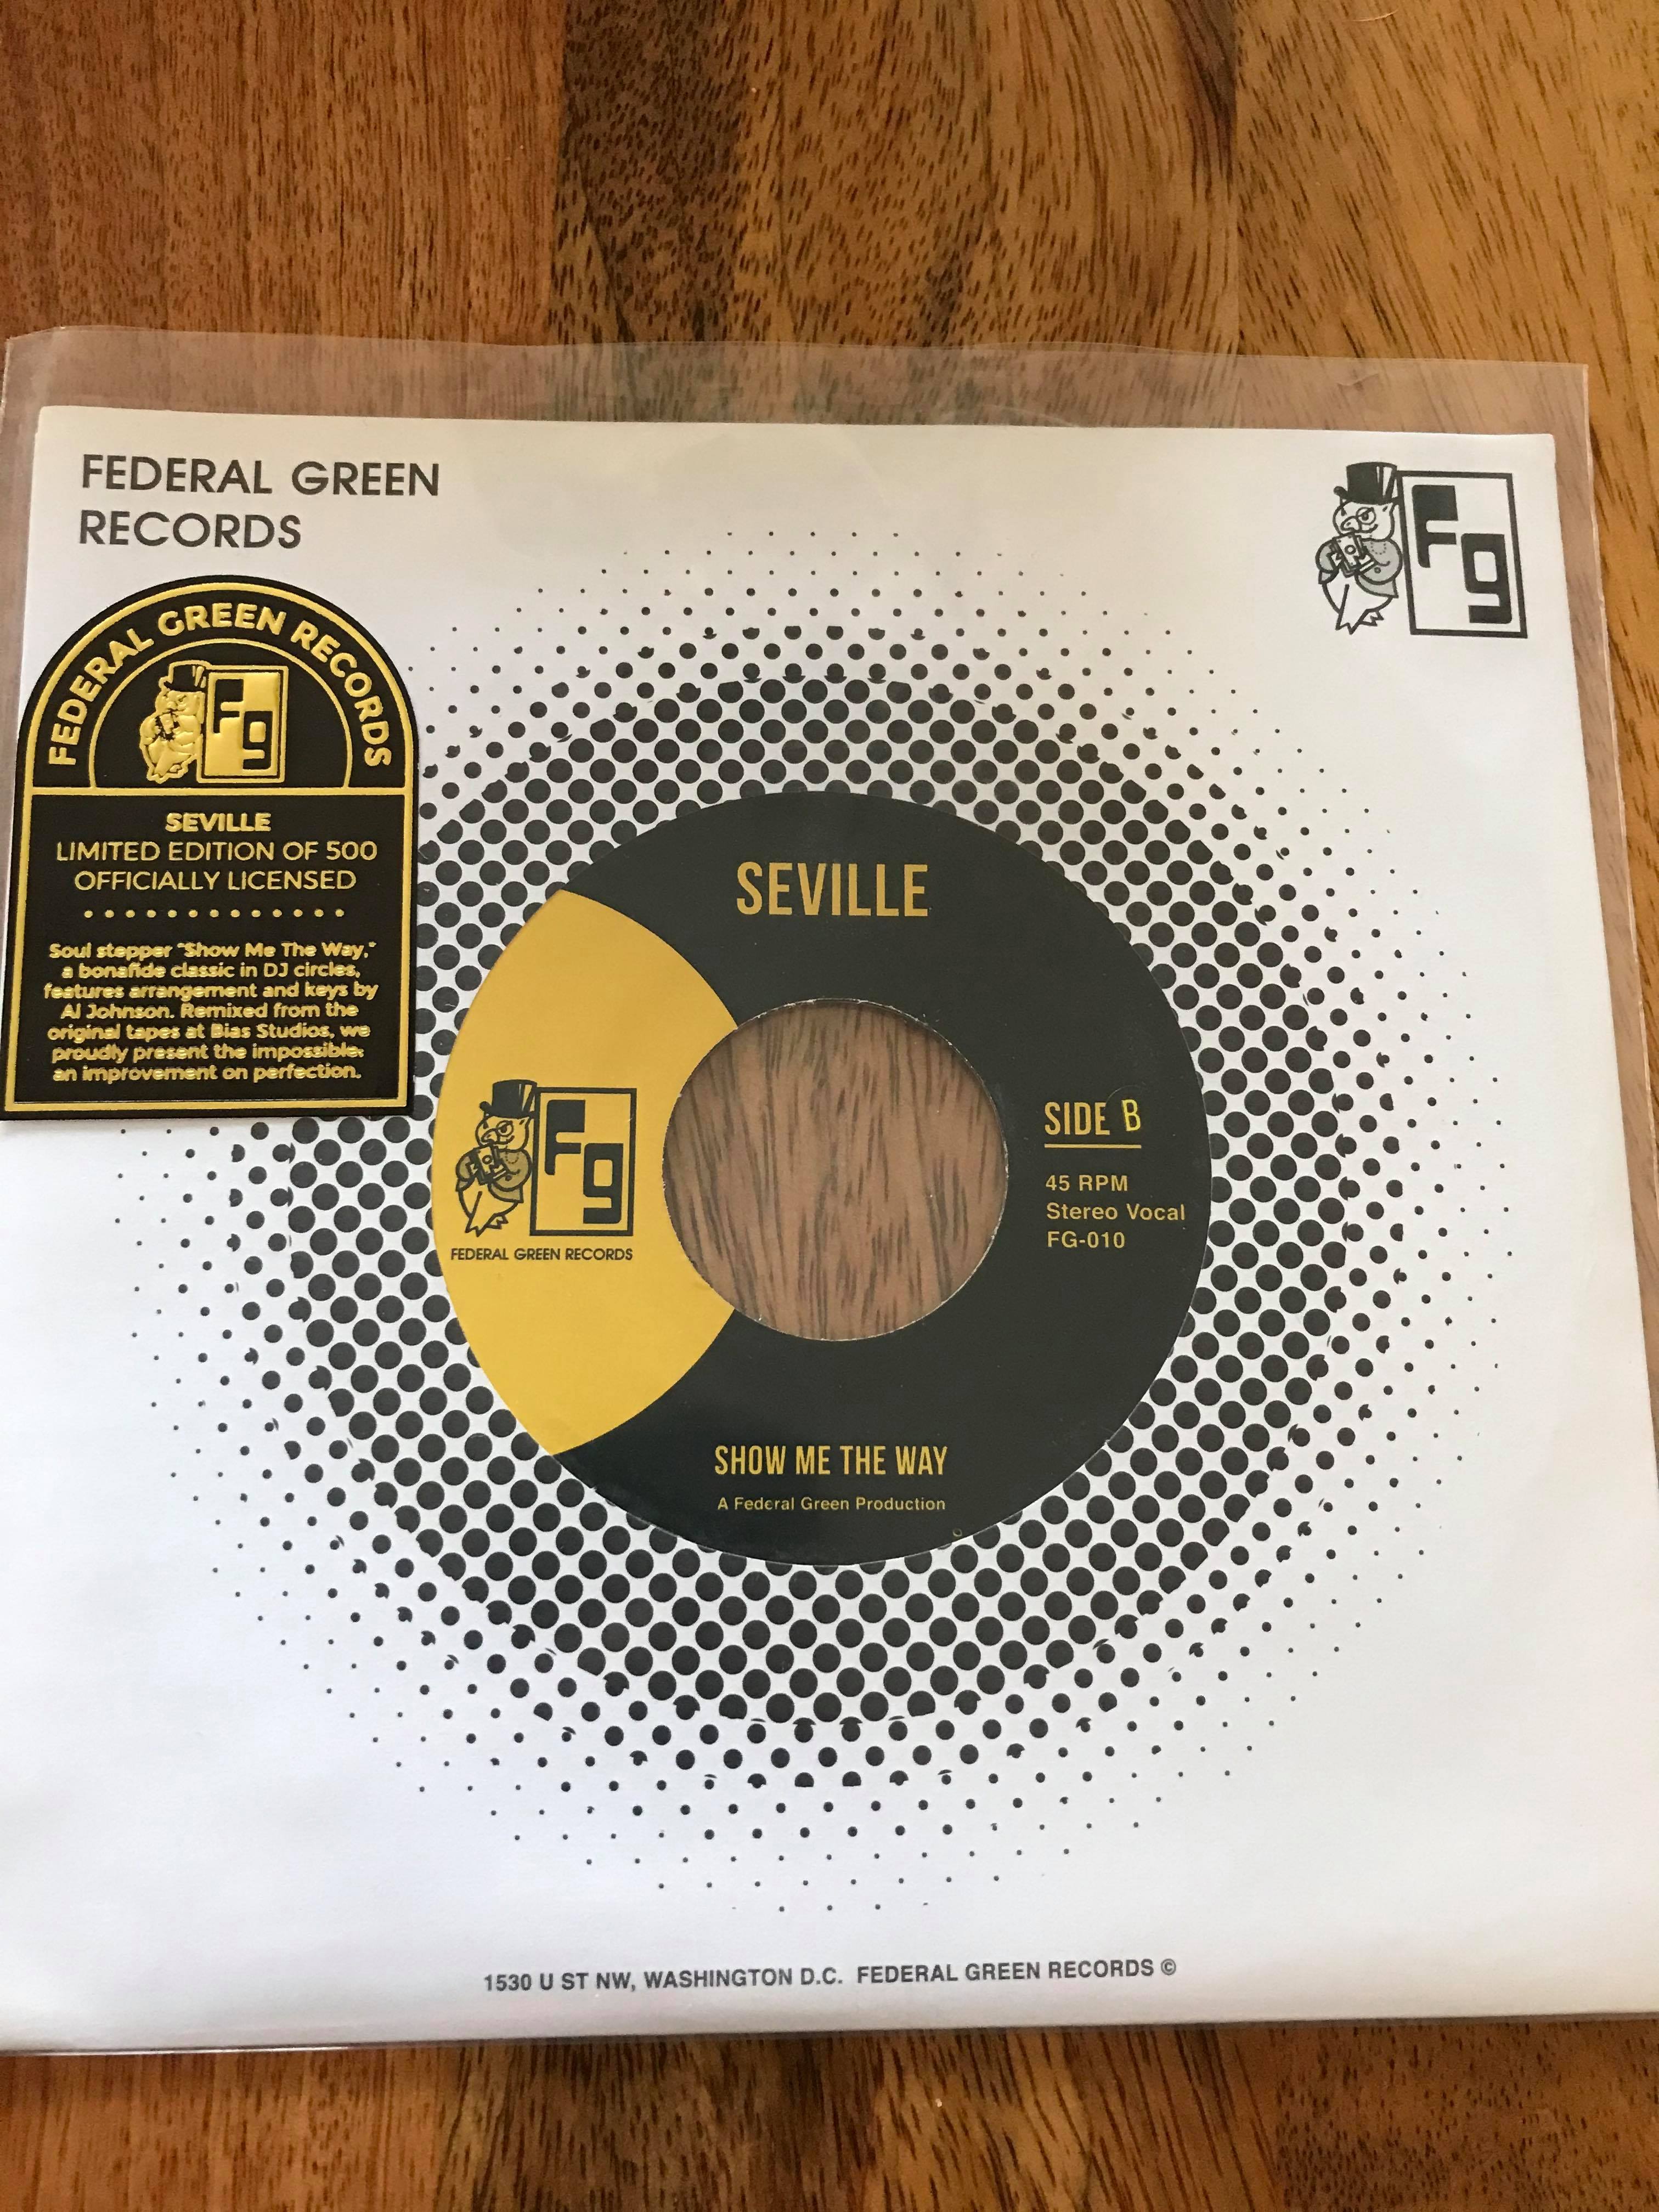 FEDERAL GREEN
RECORDS
Fg
FEDERAL GREEN RECORDS
Fg
SEVILLE
LIMITED EDITION OF 500
OFFICIALLY LICENSED
Soul stepper "Show Me The Way,"
a bonafide classic in DJ circles,
features arrangement and keys by
Al Johnson. Remixed from the
original tapes at Bias Studios, we
proudly present the impossible:
an improvement on perfection.
SEVILLE
Fg
FEDERAL GREEN RECORDS
SIDE B
45 RPM
Stereo Vocal
FG-010
SHOW ME THE WAY
A Federal Green Production
1530 U ST NW, WASHINGTON D.C. FEDERAL GREEN RECORDS ©